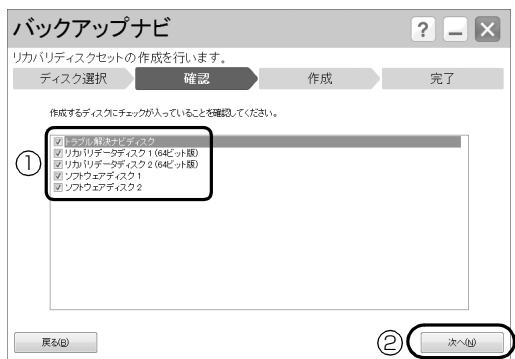 バックアップナビ
? － ×
リカバリディスクセットの作成を行います。
ディスク選択 確認 作成 完了
作成するディスクにチェックが入っていることを確認してください。
① トラブル解決ナビディスク
リカバリデータディスク1(64ビット版)
リカバリデータディスク2(64ビット版)
ソフトウェアディスク1
ソフトウェアディスク2
戻る(B) ② 次へ(N)